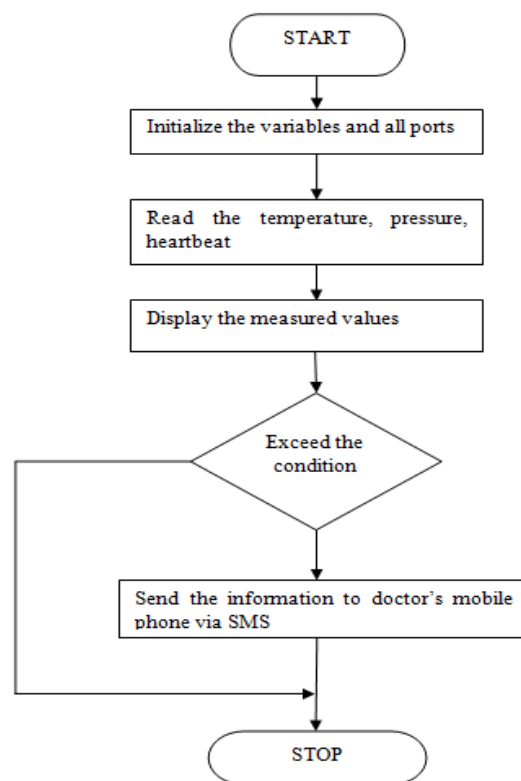 START
Initialize the variables and all ports
Read the temperature, pressure,
heartbeat
Display the measured values
Exceed the
condition
Send the information to doctor's mobile
phone via SMS
STOP